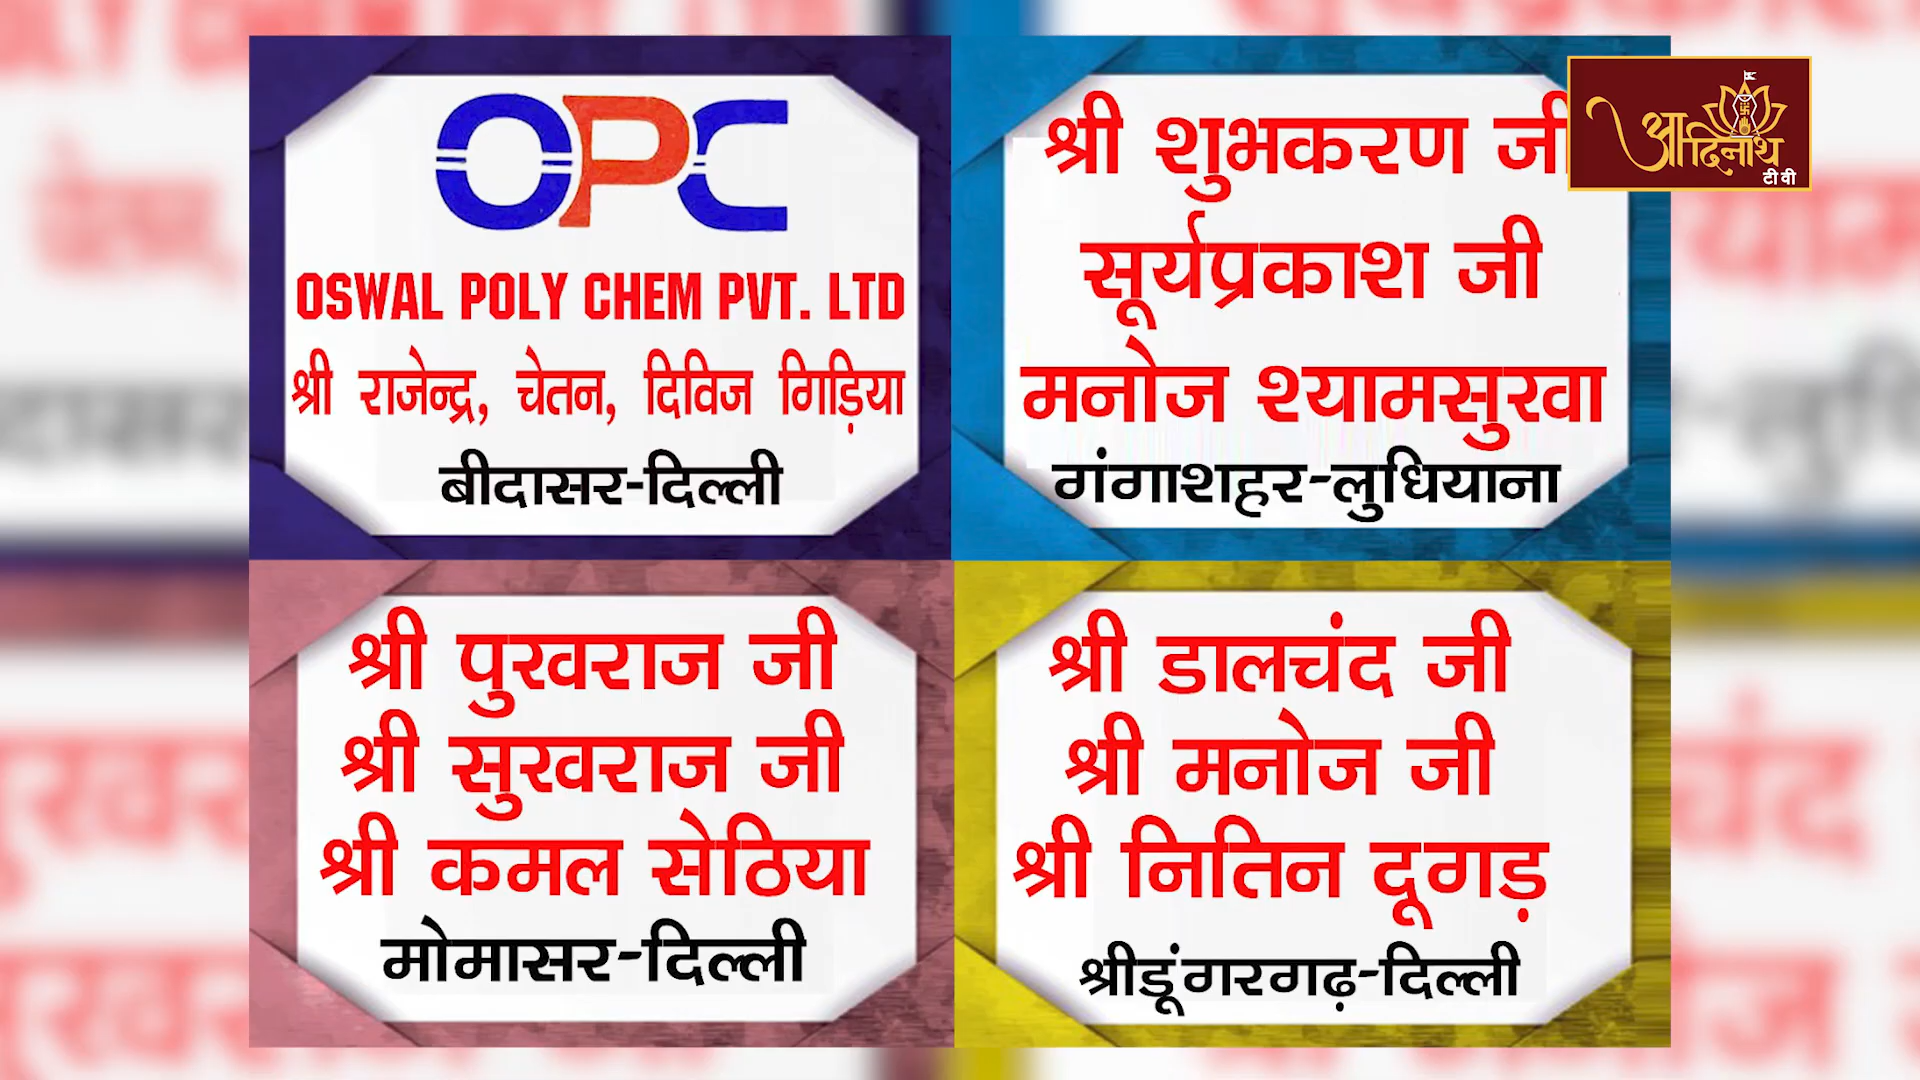 OPC
OSWAL POLY CHEM PVT. LTD
श्री राजेन्द्र, चेतन, दिविज गिड़िया
बीदासर-दिल्ली
श्री शुभकरण जी
सूर्यप्रकाश जी
मनोज श्यामसुखा
गंगाशहर-लुधियाना
आदिनाथ
टी वी
श्री पुखराज जी
श्री सुखराज जी
श्री कमल सेठिया
मोमासर-दिल्ली
श्री डालचंद जी
श्री मनोज जी
श्री नितिन दूगड़
श्रीडूंगरगढ़-दिल्ली